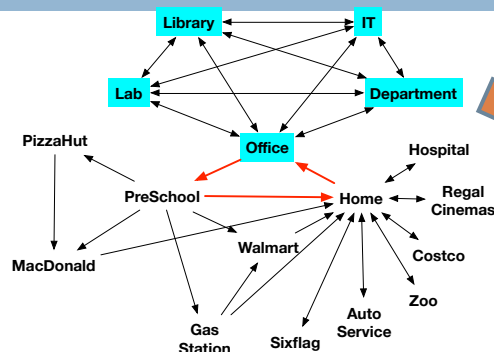 Library
IT
Lab
Department
PizzaHut
Office
Hospital
PreSchool
Home
Regal
Cinemas
MacDonald
Walmart
Costco
Zoo
Gas
Station
Sixflag
Auto
Service